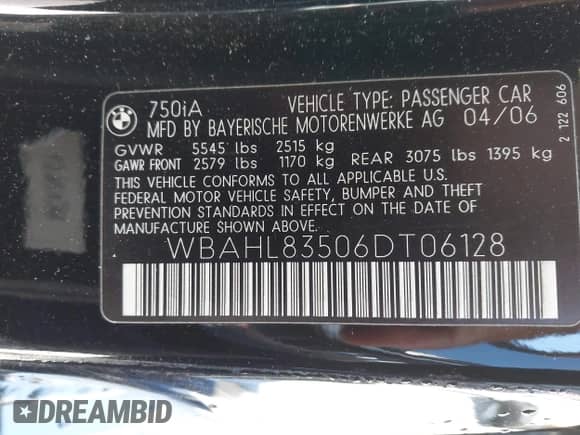 750iA VEHICLE TYPE: PASSENGER CAR
MFD BY BAYERISCHE MOTORENWERKE AG 04/06
GVWR 5545 lbs 2515 kg
GAWR FRONT 2579 lbs 1170 kg REAR 3075 lbs 1395 kg
THIS VEHICLE CONFORMS TO ALL APPLICABLE U.S.
FEDERAL MOTOR VEHICLE SAFETY, BUMPER AND THEFT
PREVENTION STANDARDS IN EFFECT ON THE DATE OF
MANUFACTURE SHOWN ABOVE.
WBAHL83506DT06128
2 122 606
DREAMBID